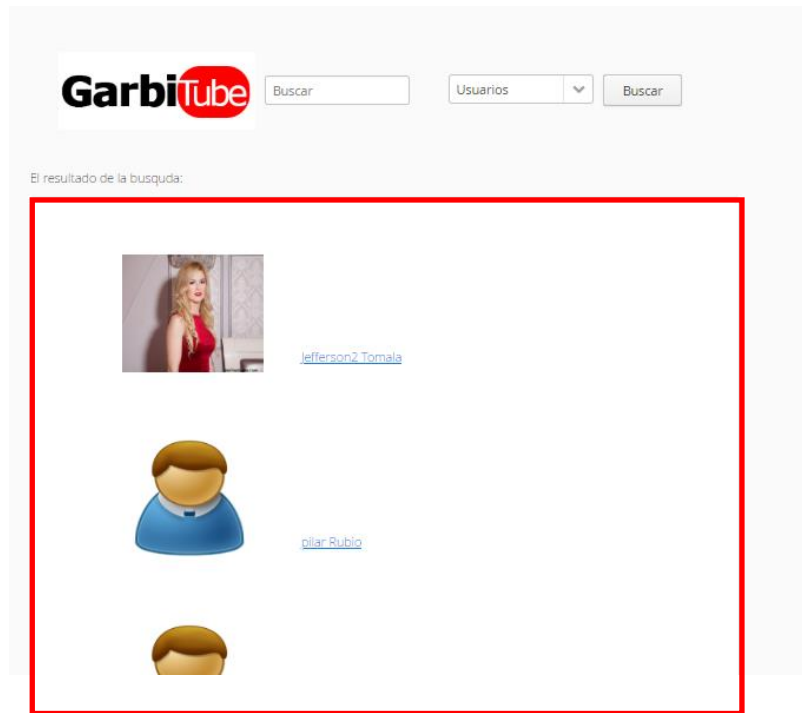 GarbiTube Buscar Usuarios Buscar
El resultado de la busquda:
Jefferson2 Tomala
pilar Rubio